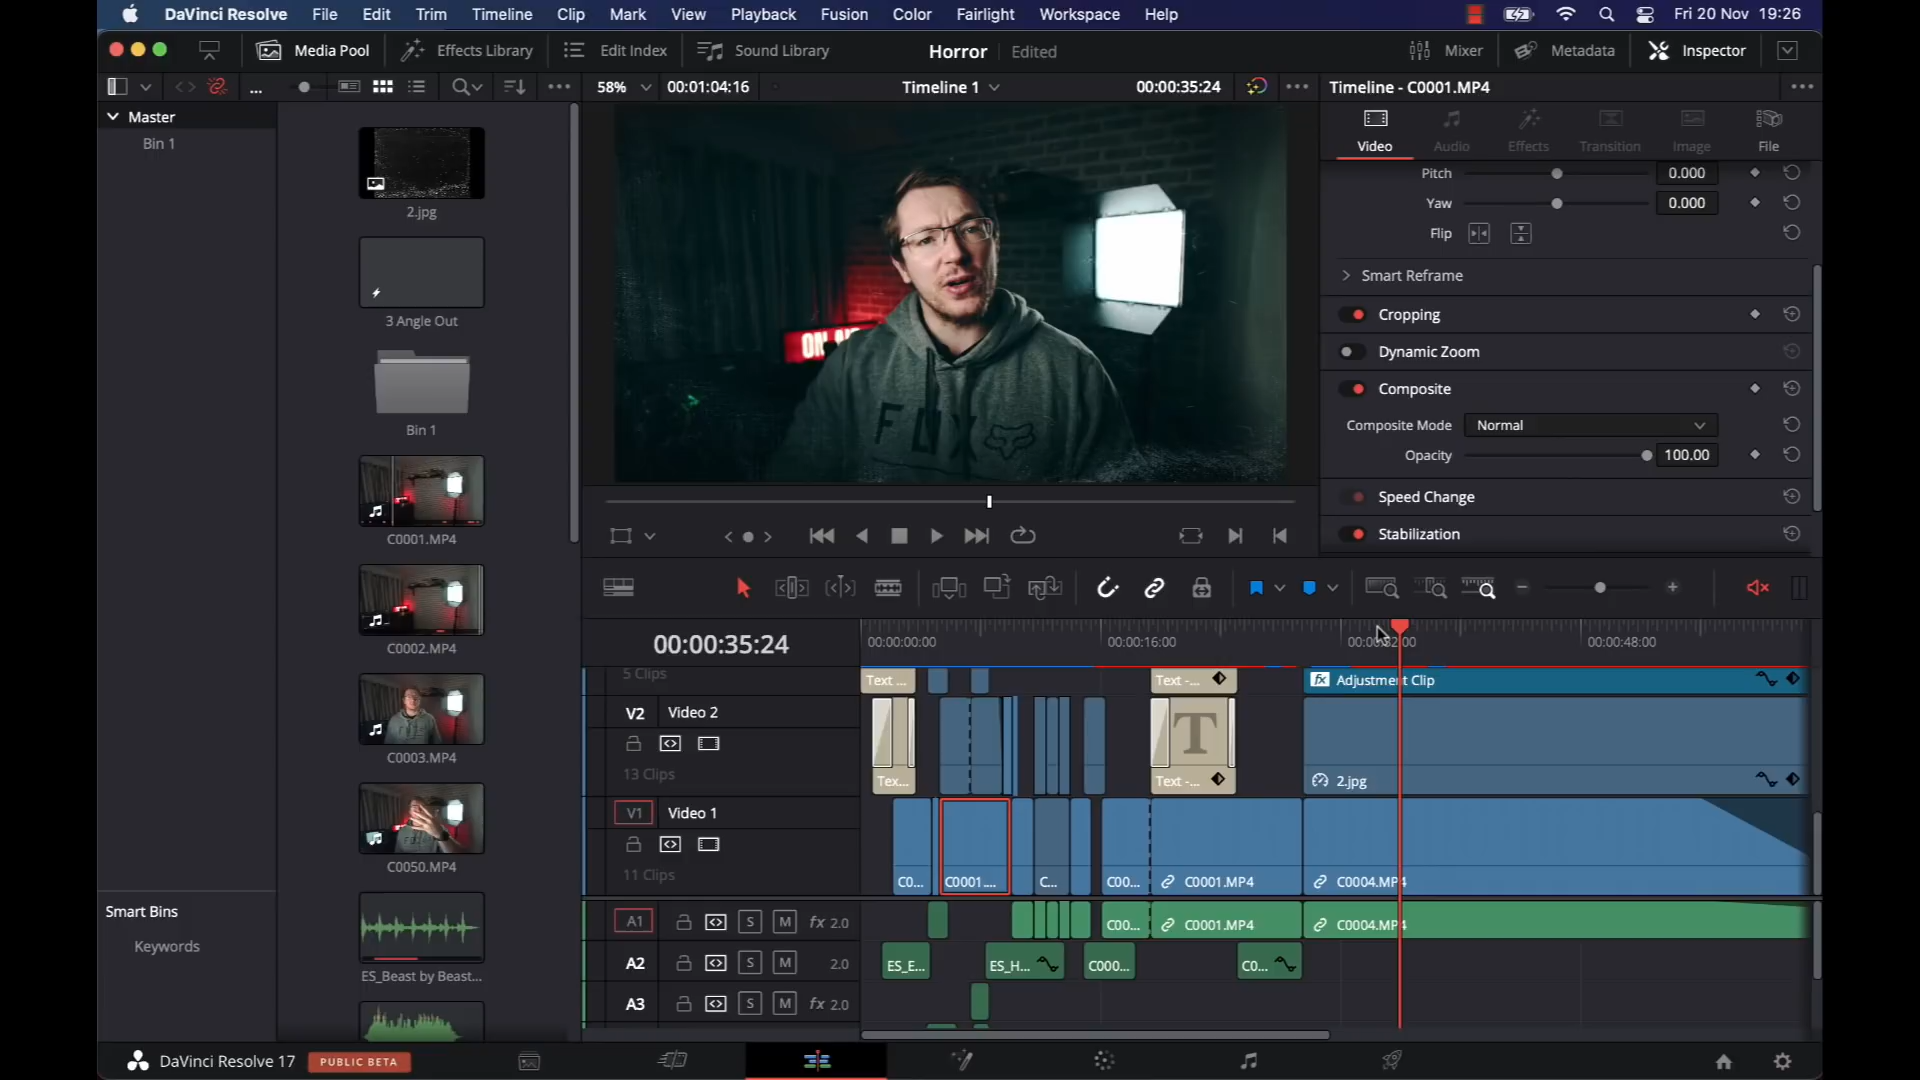 DaVinci Resolve File Edit Trim Timeline Clip Mark View Playback Fusion Color Fairlight Workspace Help Fri 20 Nov 19:26
Media Pool Effects Library Edit Index Sound Library Horror Edited Mixer Metadata Inspector
... 58% 00:01:04:16 Timeline 1 00:00:35:24 Timeline - C0001.MP4
Master
Bin 1
2.jpg
3 Angle Out
Bin 1
C0001.MP4
C0002.MP4
C0003.MP4
C0050.MP4
ES_Beast by Beast...
Smart Bins
Keywords
ON AI
FOX
Video Audio Effects Transition Image File
Pitch 0.000
Yaw 0.000
Flip
Smart Reframe
Cropping
Dynamic Zoom
Composite
Composite Mode Normal
Opacity 100.00
Speed Change
Stabilization
00:00:35:24 00:00:00:00 00:00:16:00 00:00:32:00 00:00:48:00
5 Clips Text ... Text -... fx Adjustment Clip
V2 Video 2
13 Clips Tex... T Text -... 2.jpg
V1 Video 1
11 Clips C0... C0001.... C... C00... C0001.MP4 C0004.MP4
A1 S M fx 2.0 C00... C0001.MP4 C0004.MP4
A2 S M 2.0 ES_E... ES_H... C000... C0...
A3 S M fx 2.0
DaVinci Resolve 17 PUBLIC BETA